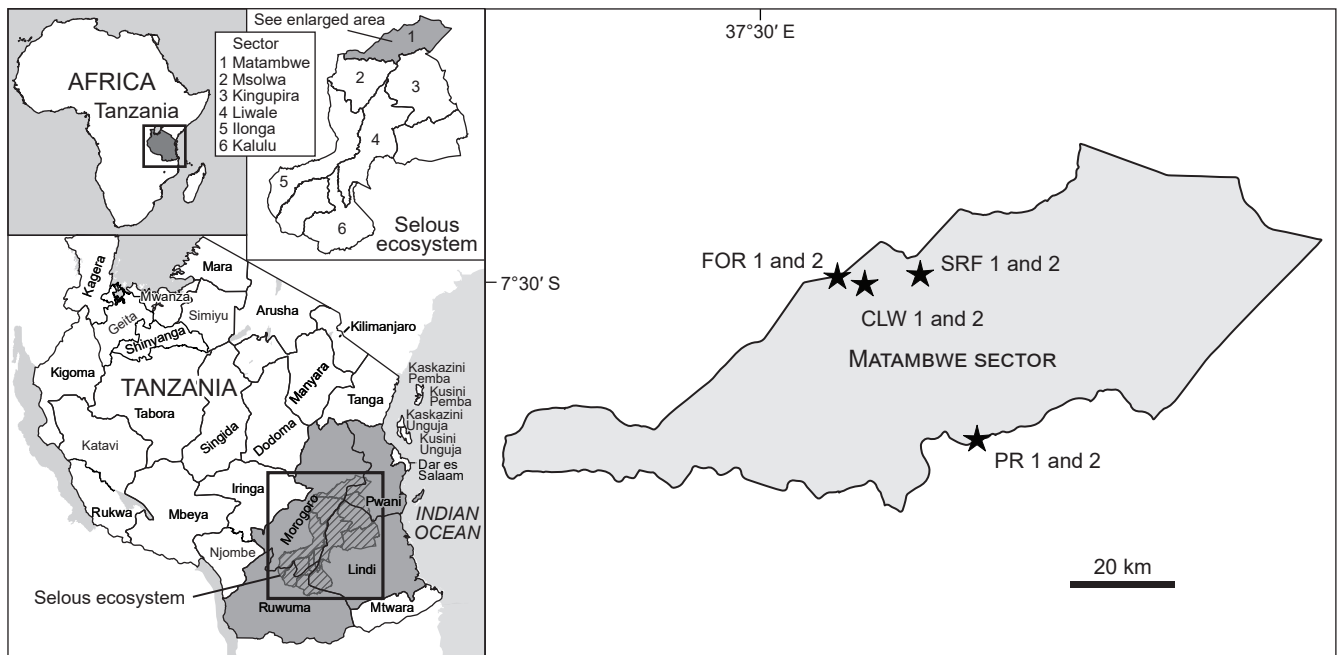 AFRICA
Tanzania
See enlarged area
Sector
1 Matambwe
2 Msolwa
3 Kingupira
4 Liwale
5 Ilonga
6 Kalulu
1
2
3
4
5
6
Selous
ecosystem
Kagera
Mara
Mwanza
Geita
Simiyu
Shinyanga
Arusha
Kilimanjaro
Kigoma
TANZANIA
Tabora
Singida
Dodoma
Manyara
Tanga
Kaskazini
Pemba
Kusini
Pemba
Kaskazini
Unguja
Kusini
Unguja
Dar es
Salaam
Katavi
Rukwa
Mbeya
Iringa
Njombe
Morogoro
Pwani
INDIAN
OCEAN
Lindi
Selous ecosystem
Ruvuma
Mtwara
37°30′ E
7°30′ S
FOR 1 and 2
SRF 1 and 2
CLW 1 and 2
MATAMBWE SECTOR
PR 1 and 2
20 km